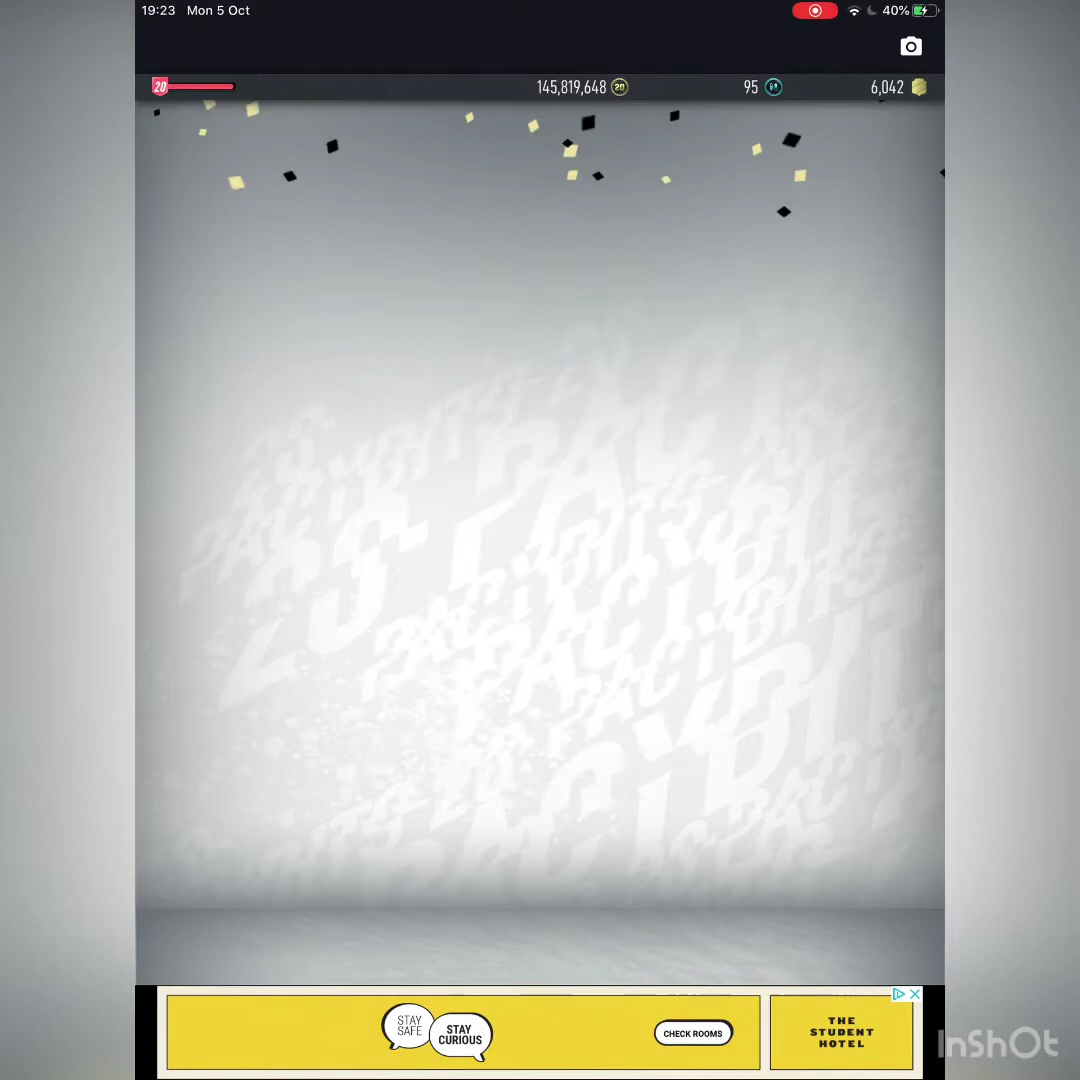 19:23 Mon 5 Oct 40%
20 145,819,648 20 95 6,042
STAY
SAFE
STAY
CURIOUS
CHECK ROOMS
THE
STUDENT
HOTEL
InShOt